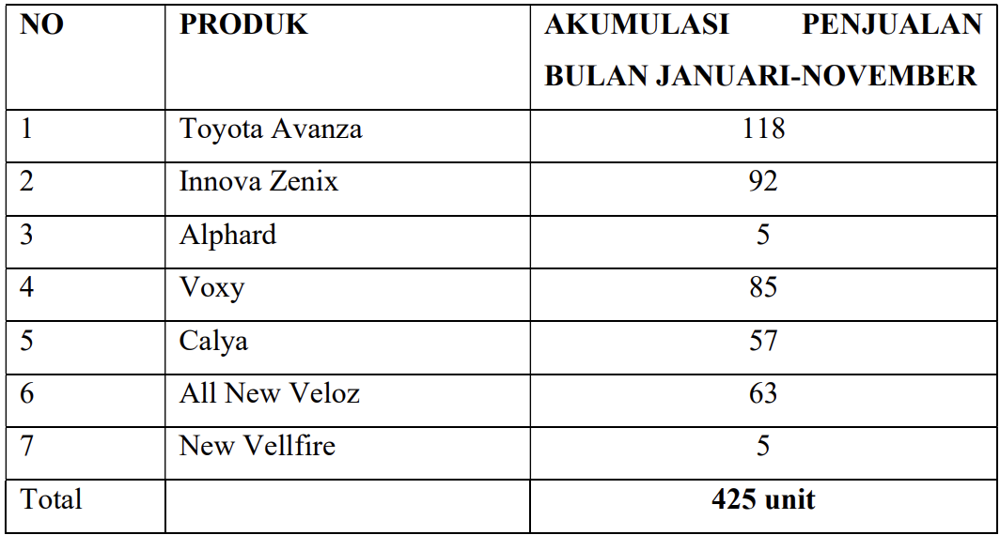 NO PRODUK AKUMULASI PENJUALAN
BULAN JANUARI-NOVEMBER
1 Toyota Avanza 118
2 Innova Zenix 92
3 Alphard 5
4 Voxy 85
5 Calya 57
6 All New Veloz 63
7 New Vellfire 5
Total 425 unit